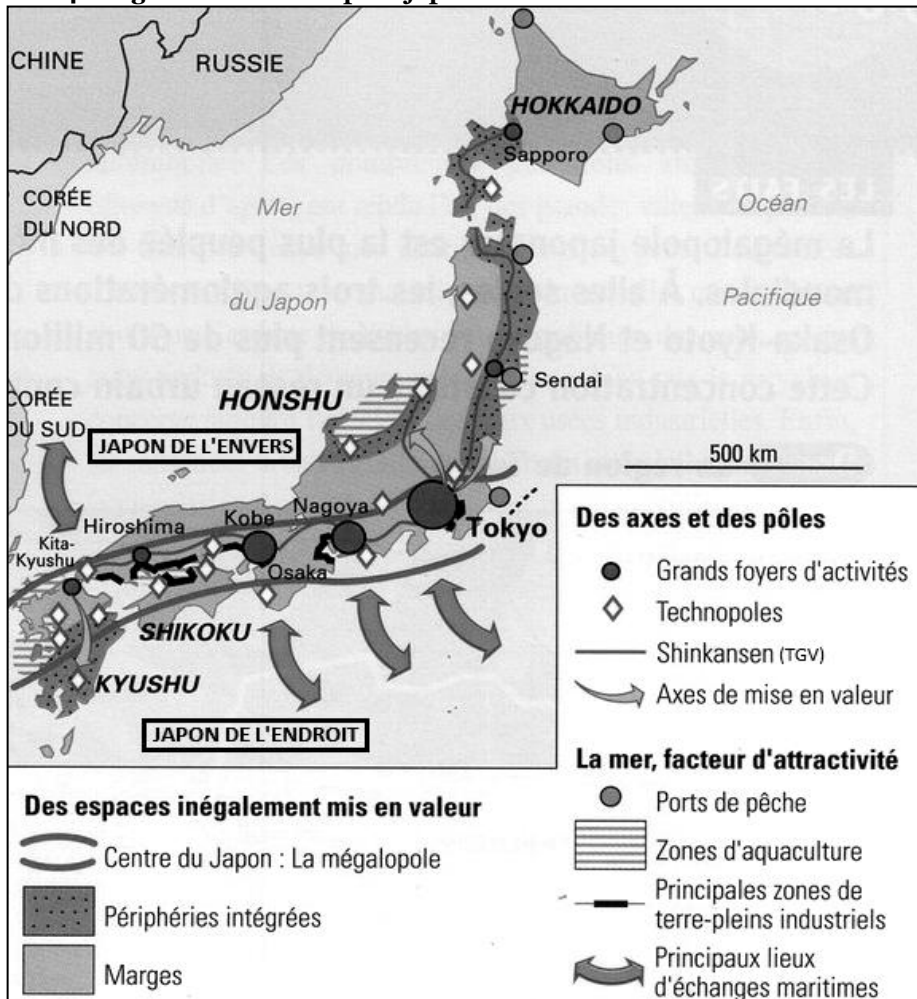 CHINE
RUSSIE
HOKKAIDO
Sapporo
CORÉE
DU NORD
Mer
du Japon
Océan
Pacifique
HONSHU
Sendai
CORÉE
DU SUD
JAPON DE L'ENVERS
500 km
Hiroshima
Kobe
Nagoya
Tokyo
Kita-
Kyushu
Osaka
SHIKOKU
KYUSHU
JAPON DE L'ENDROIT
Des axes et des pôles
Grands foyers d'activités
Technopoles
Shinkansen (TGV)
Axes de mise en valeur
La mer, facteur d'attractivité
Ports de pêche
Zones d'aquaculture
Principales zones de
terre-pleins industriels
Principaux lieux
d'échanges maritimes
Des espaces inégalement mis en valeur
Centre du Japon : La mégalopole
Périphéries intégrées
Marges